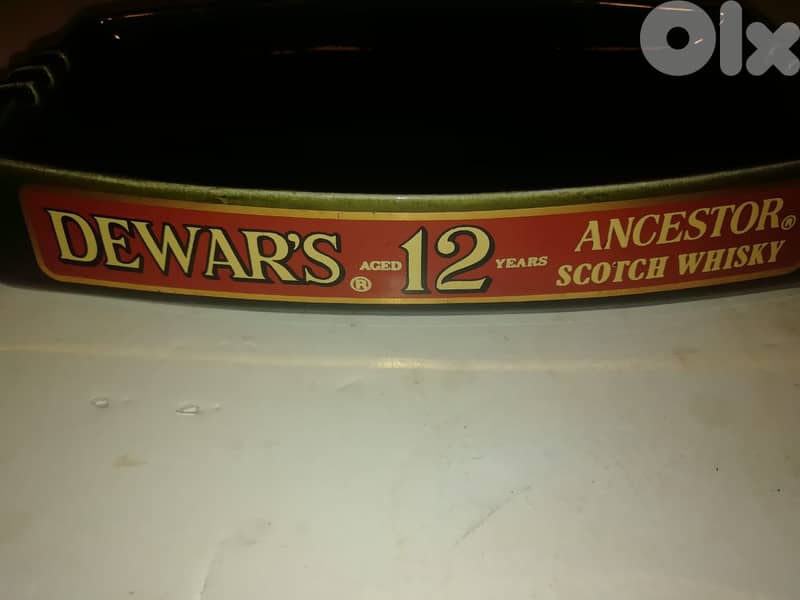 olx
DEWAR'S® AGED 12 YEARS ANCESTOR®
SCOTCH WHISKY